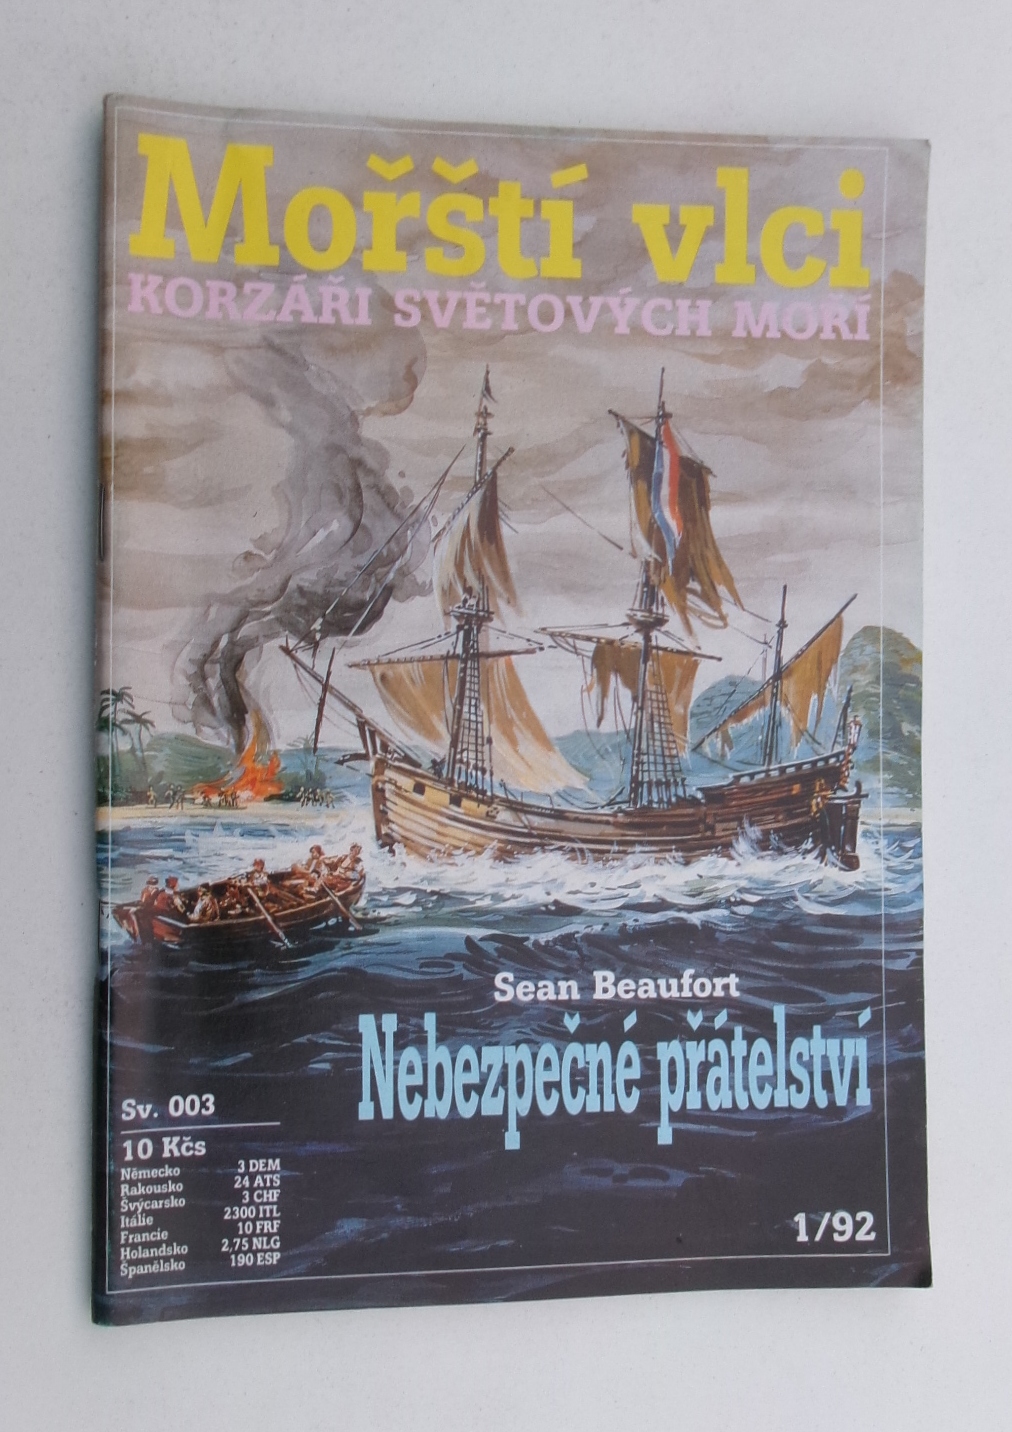 Mořští vlci
KORZÁŘI SVĚTOVÝCH MOŘÍ
Sean Beaufort
Nebezpečné přátelství
Sv. 003
10 Kčs
Německo 3 DEM
Rakousko 24 ATS
Švýcarsko 3 CHF
Itálie 2300 ITL
Francie 10 FRF
Holandsko 2,75 NLG
Španělsko 190 ESP
1/92